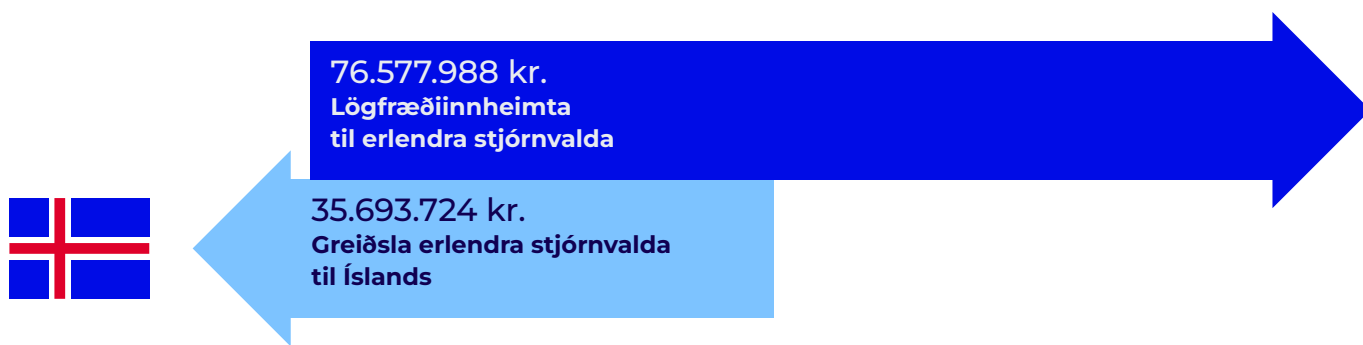 76.577.988 kr.
Lögfræðiinnheimta
til erlendra stjórnvalda
35.693.724 kr.
Greiðsla erlendra stjórnvalda
til Íslands